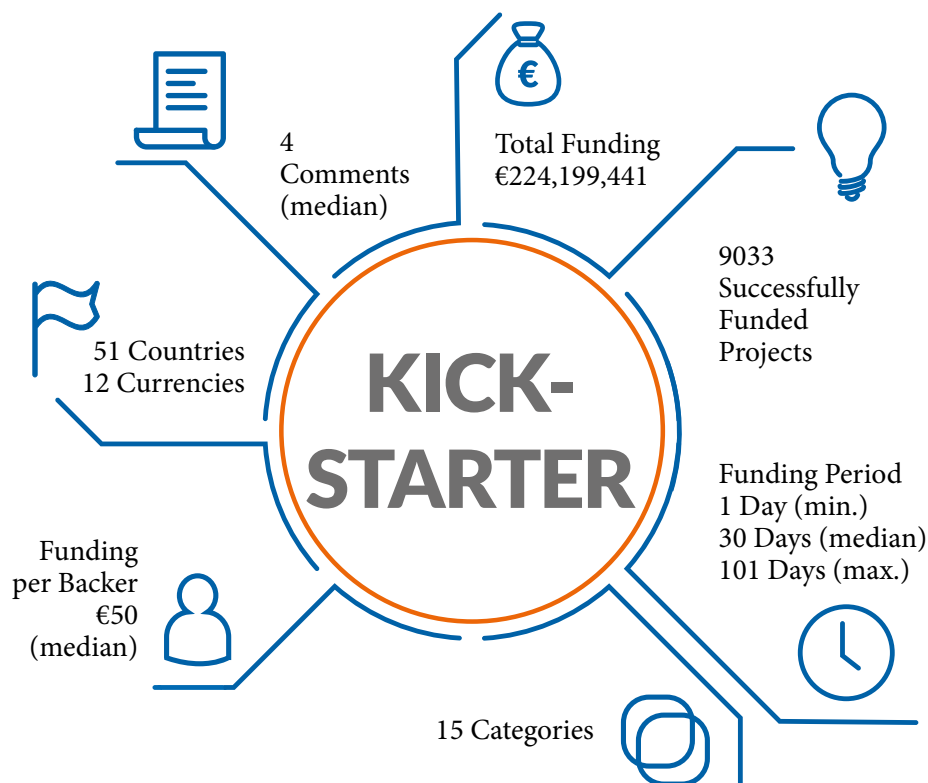 4
Comments
(median)
€
Total Funding
€224,199,441
9033
Successfully
Funded
Projects
51 Countries
12 Currencies
KICK-
STARTER
Funding Period
1 Day (min.)
30 Days (median)
101 Days (max.)
Funding
per Backer
€50
(median)
15 Categories